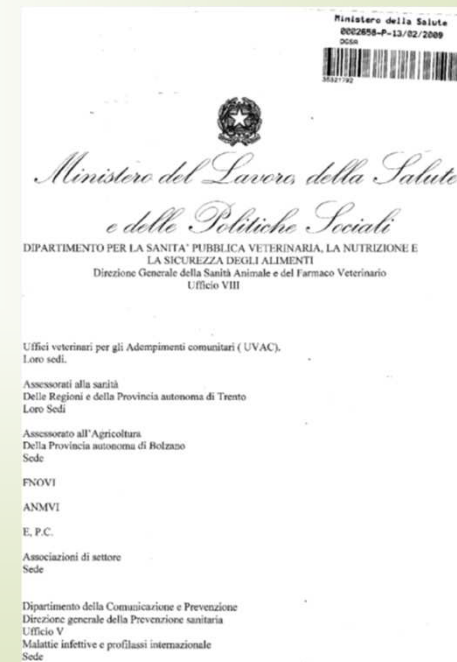 Ministero della Salute
0002658-P-13/02/2009
DGSA
Ministero del Lavoro, della Salute
e delle Politiche Sociali
DIPARTIMENTO PER LA SANITA' PUBBLICA VETERINARIA, LA NUTRIZIONE E
LA SICUREZZA DEGLI ALIMENTI
Direzione Generale della Sanità Animale e del Farmaco Veterinario
Ufficio VIII
Uffici veterinari per gli Adempimenti comunitari ( UVAC).
Loro sedi.
Assessorati alla sanità
Delle Regioni e della Provincia autonoma di Trento
Loro Sedi
Assessorato all'Agricoltura
Della Provincia autonoma di Bolzano
Sede
FNOVI
ANMVI
E, P.C.
Associazioni di settore
Sede
Dipartimento della Comunicazione e Prevenzione
Direzione generale della Prevenzione sanitaria
Ufficio V
Malattie infettive e profilassi internazionale
Sede